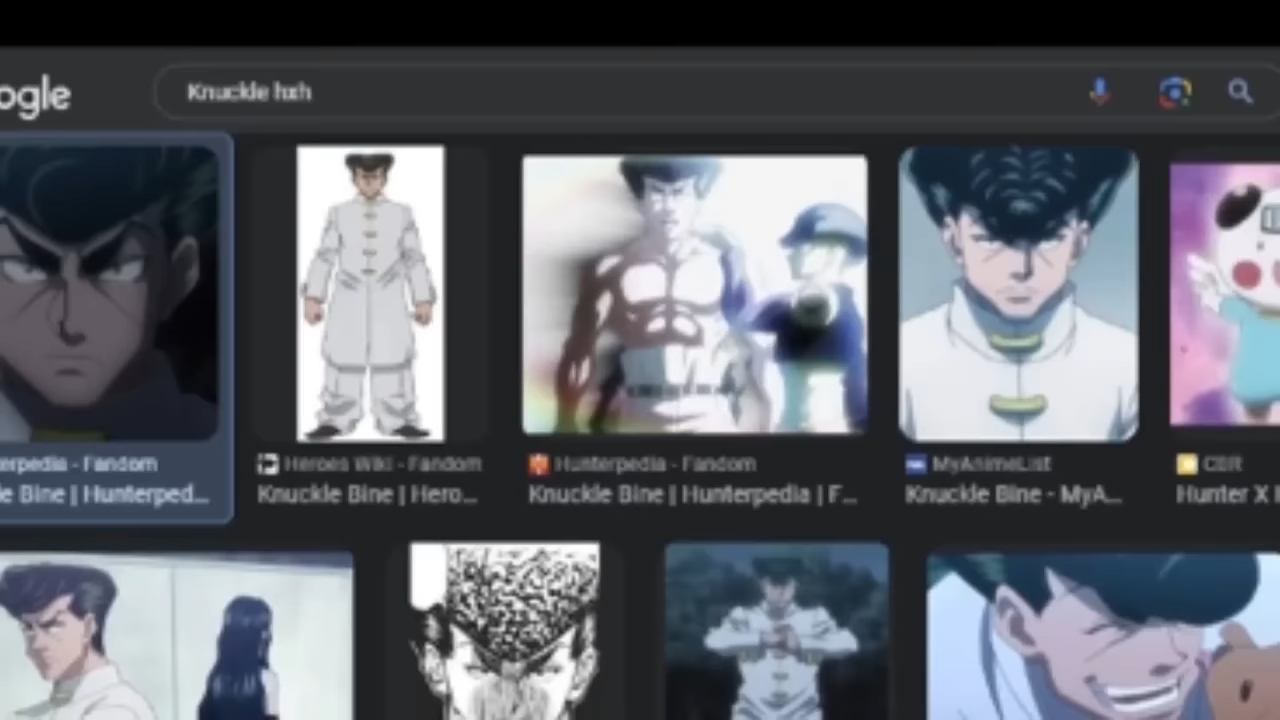 ogle
Knuckle hxh
erpedia - Fandom
le Bine | Hunterped...
Heroes Wiki - Fandom
Knuckle Bine | Hero...
Hunterpedia - Fandom
Knuckle Bine | Hunterpedia | F...
MyAnimeList
Knuckle Bine - MyA...
CBR
Hunter X